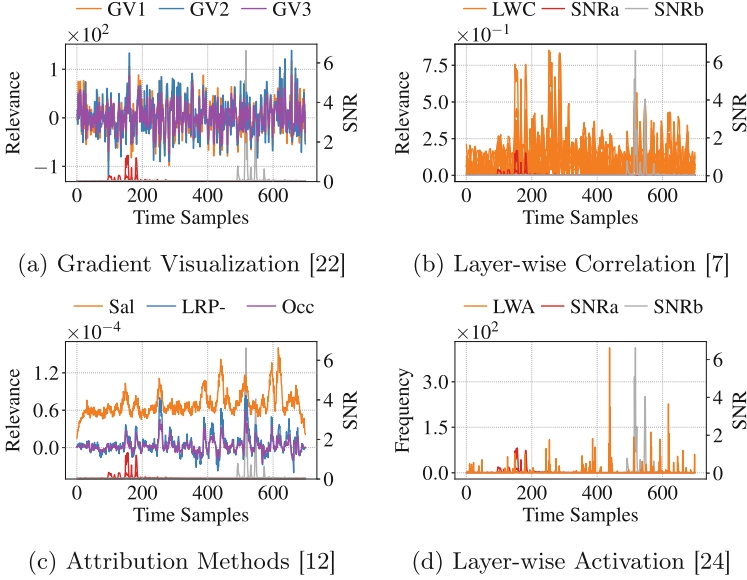 GV1 GV2 GV3
×10⁺²
Relevance
1
0
−1
6
4
2
0
SNR
0 200 400 600
Time Samples
(a) Gradient Visualization [22]
LWC SNRa SNRb
×10⁻¹
Relevance
7.5
5.0
2.5
0.0
6
4
2
0
SNR
0 200 400 600
Time Samples
(b) Layer-wise Correlation [7]
Sal LRP- Occ
×10⁻⁴
Relevance
1.2
0.6
0.0
6
4
2
0
SNR
0 200 400 600
Time Samples
(c) Attribution Methods [12]
LWA SNRa SNRb
×10²
Frequency
3.0
1.5
0.0
6
4
2
0
SNR
0 200 400 600
Time Samples
(d) Layer-wise Activation [24]